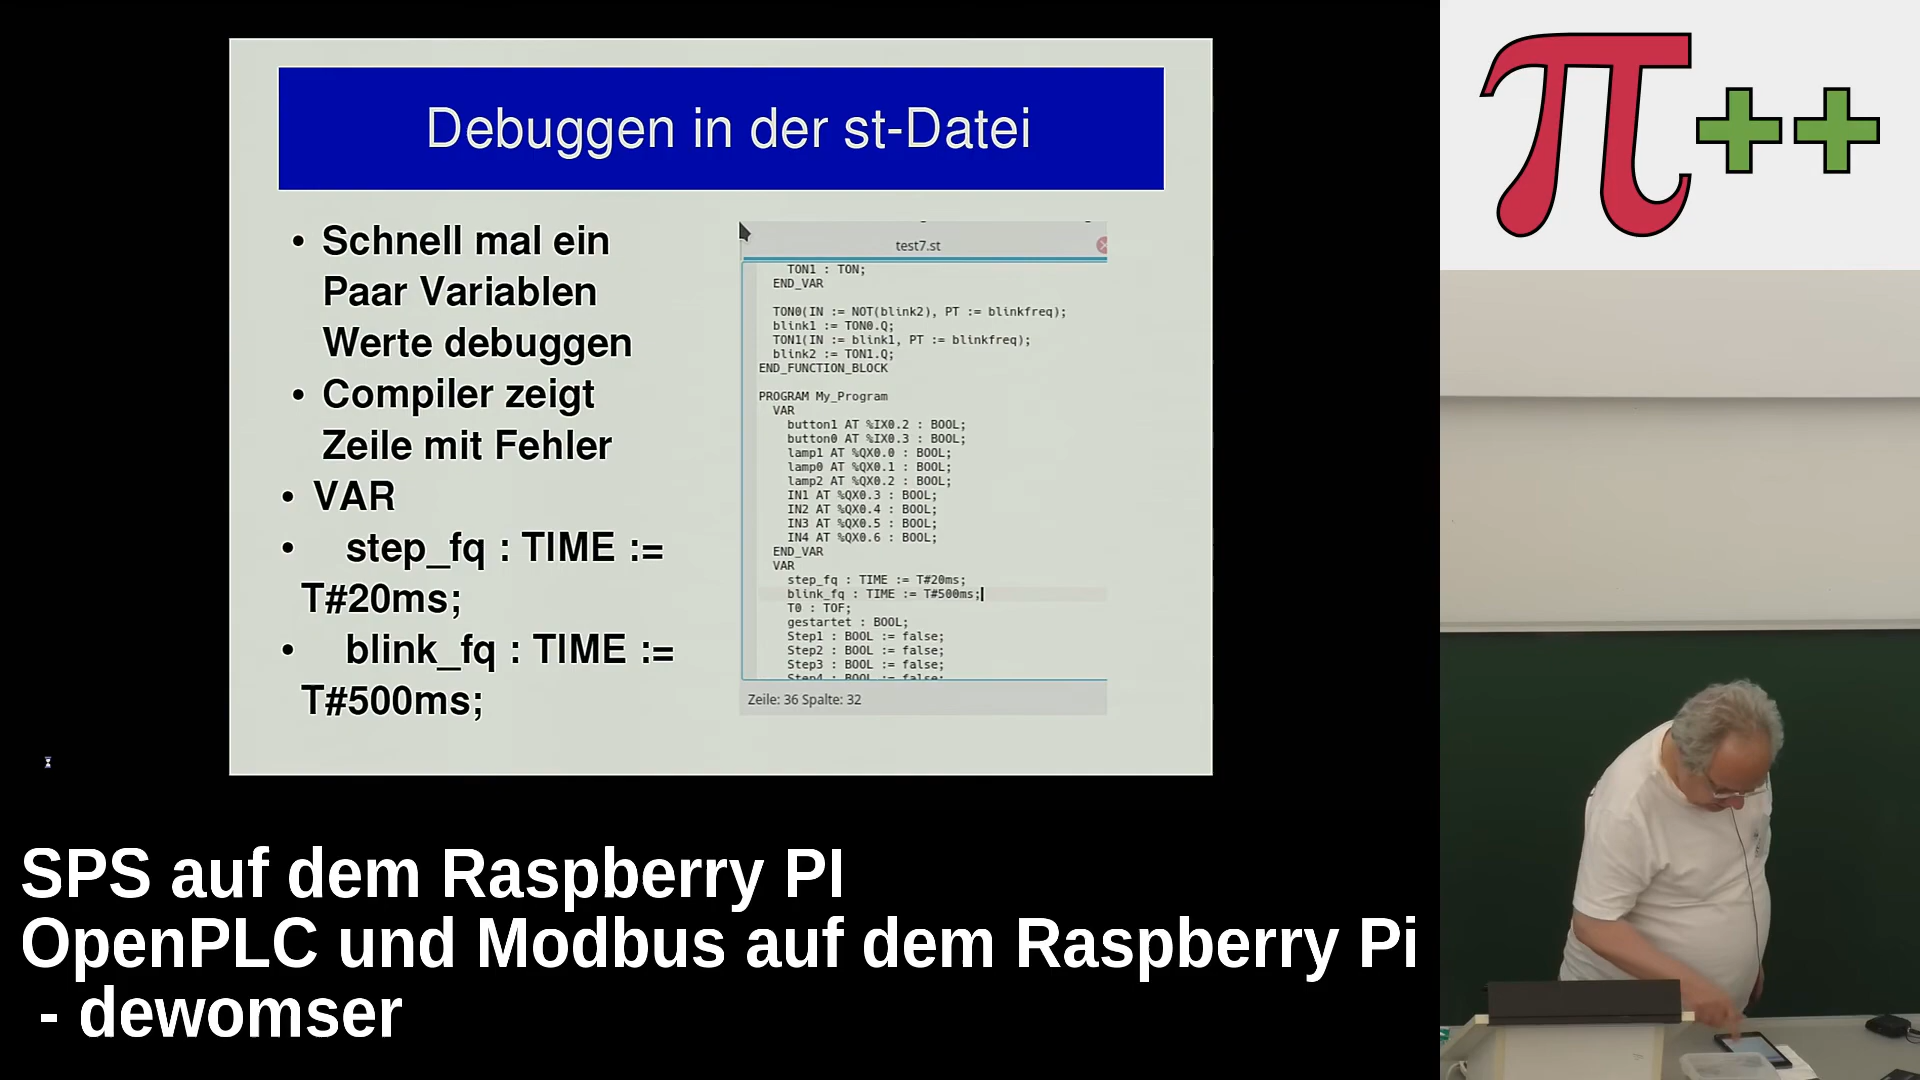 Debuggen in der st-Datei
• Schnell mal ein
Paar Variablen
Werte debuggen
• Compiler zeigt
Zeile mit Fehler
• VAR
• step_fq : TIME :=
T#20ms;
• blink_fq : TIME :=
T#500ms;
test7.st
TON1 : TON;
END_VAR
TON0(IN := NOT(blink2), PT := blinkfreq);
blink1 := TON0.Q;
TON1(IN := blink1, PT := blinkfreq);
blink2 := TON1.Q;
END_FUNCTION_BLOCK
PROGRAM My_Program
VAR
button1 AT %IX0.2 : BOOL;
button0 AT %IX0.3 : BOOL;
lamp1 AT %QX0.0 : BOOL;
lamp0 AT %QX0.1 : BOOL;
lamp2 AT %QX0.2 : BOOL;
IN1 AT %QX0.3 : BOOL;
IN2 AT %QX0.4 : BOOL;
IN3 AT %QX0.5 : BOOL;
IN4 AT %QX0.6 : BOOL;
END_VAR
VAR
step_fq : TIME := T#20ms;
blink_fq : TIME := T#500ms;
T0 : TOF;
gestartet : BOOL;
Step1 : BOOL := false;
Step2 : BOOL := false;
Step3 : BOOL := false;
Step4 : BOOL := false;
Zeile: 36 Spalte: 32
π++
SPS auf dem Raspberry PI
OpenPLC und Modbus auf dem Raspberry Pi
- dewomser